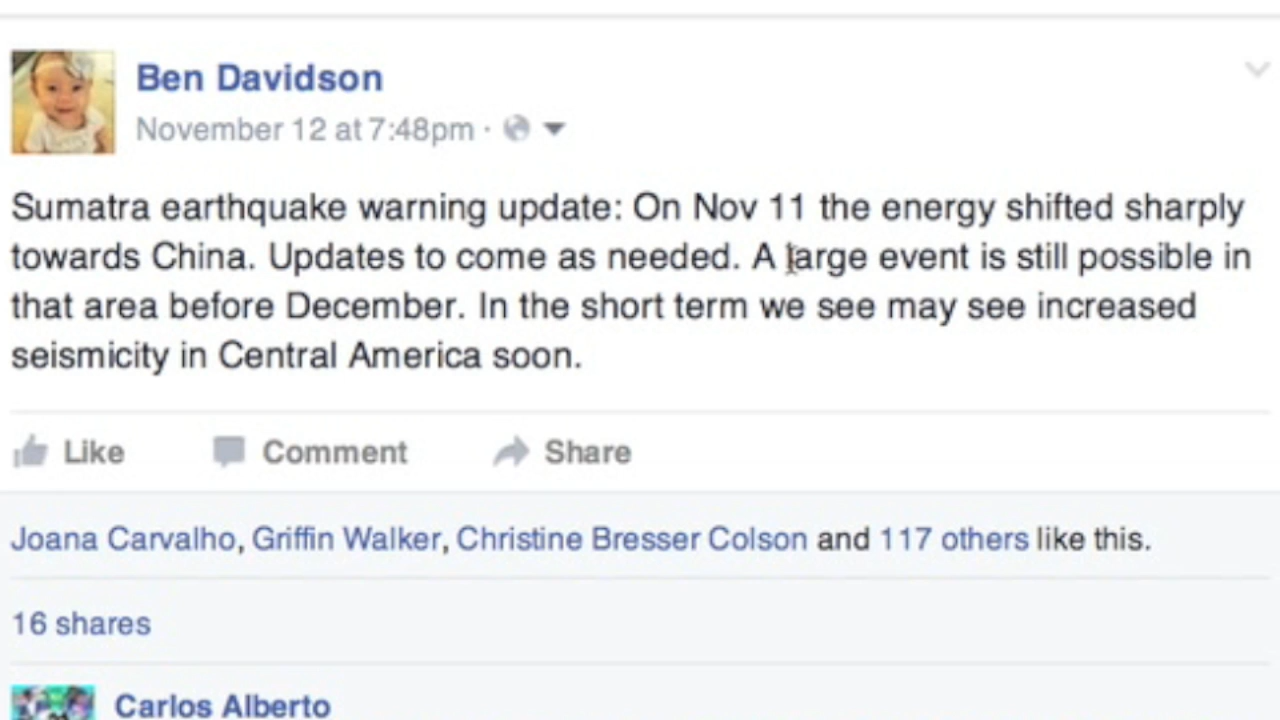 Ben Davidson
November 12 at 7:48pm ·
Sumatra earthquake warning update: On Nov 11 the energy shifted sharply
towards China. Updates to come as needed. A large event is still possible in
that area before December. In the short term we see may see increased
seismicity in Central America soon.
Like Comment Share
Joana Carvalho, Griffin Walker, Christine Bresser Colson and 117 others like this.
16 shares
Carlos Alberto